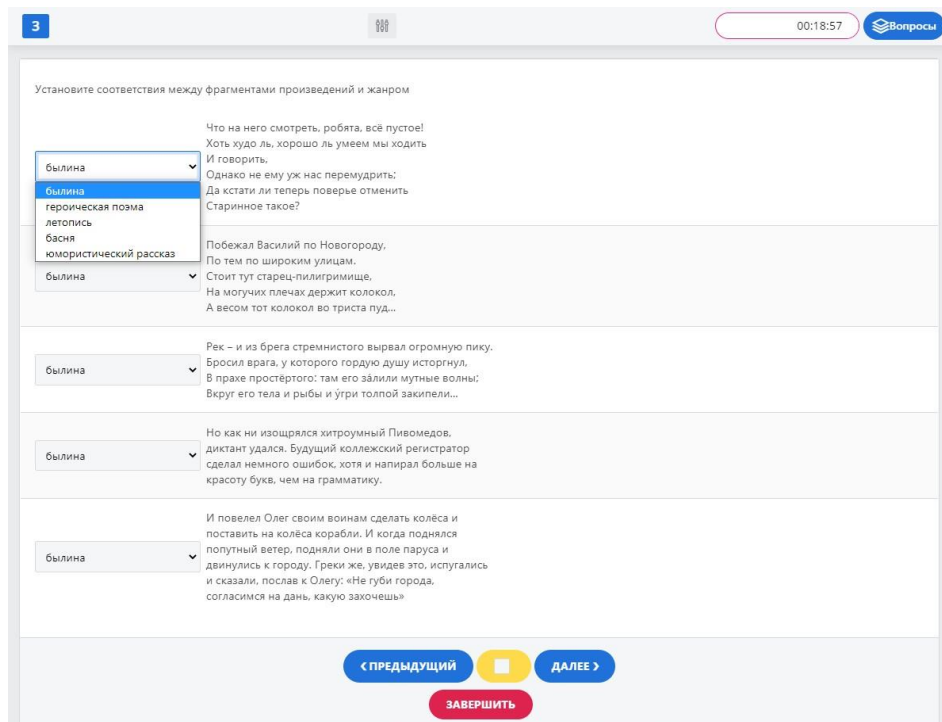 3
00:18:57
Вопросы
Установите соответствия между фрагментами произведений и жанром
былина
былина
героическая поэма
летопись
басня
юмористический рассказ
Что на него смотреть, робята, всё пустое!
Хоть худо ль, хорошо ль умеем мы ходить
И говорить,
Однако не ему уж нас перемудрить;
Да кстати ли теперь поверье отменить
Старинное такое?
былина
Побежал Василий по Новогороду,
По тем по широким улицам.
Стоит тут старец-пилигримище,
На могучих плечах держит колокол,
А весом тот колокол во триста пуд...
былина
Рек – и из брега стремнистого вырвал огромную пику.
Бросил врага, у которого гордую душу исторгнул,
В прахе простёртого: там его за́лили мутные волны;
Вкруг его тела и рыбы и у́гри толпой закипели...
былина
Но как ни изощрялся хитроумный Пивомедов,
диктант удался. Будущий коллежский регистратор
сделал немного ошибок, хотя и напирал больше на
красоту букв, чем на грамматику.
былина
И повелел Олег своим воинам сделать колёса и
поставить на колёса корабли. И когда поднялся
попутный ветер, подняли они в поле паруса и
двинулись к городу. Греки же, увидев это, испугались
и сказали, послав к Олегу: «Не губи города,
согласимся на дань, какую захочешь»
ПРЕДЫДУЩИЙ
ДАЛЕЕ
ЗАВЕРШИТЬ